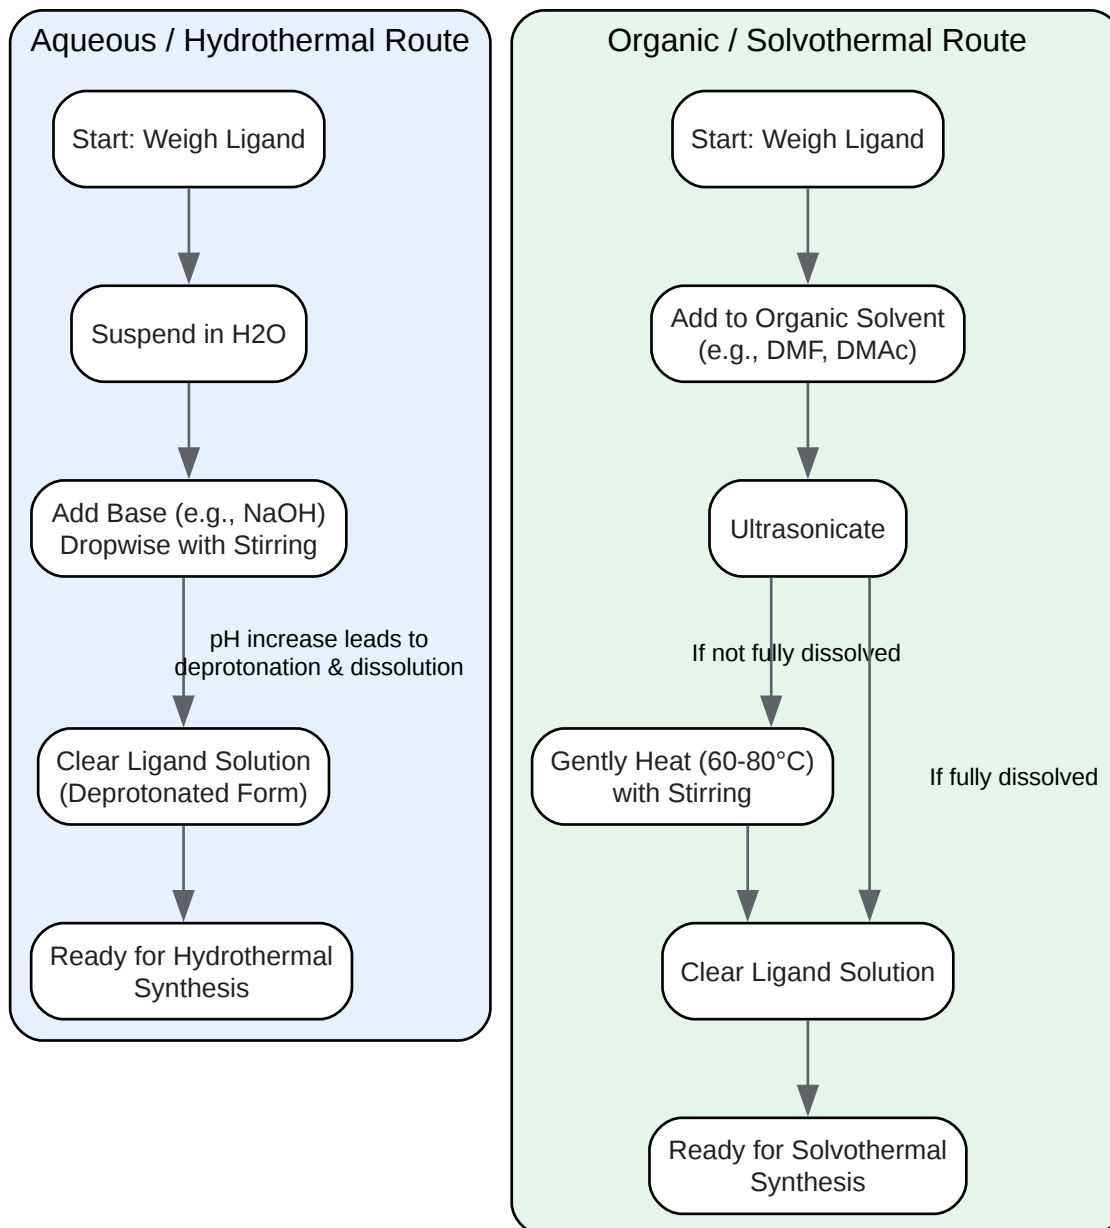 Aqueous / Hydrothermal Route
Start: Weigh Ligand
Suspend in H2O
Add Base (e.g., NaOH)
Dropwise with Stirring
pH increase leads to
deprotonation & dissolution
Clear Ligand Solution
(Deprotonated Form)
Ready for Hydrothermal
Synthesis
Organic / Solvothermal Route
Start: Weigh Ligand
Add to Organic Solvent
(e.g., DMF, DMAc)
Ultrasonicate
If not fully dissolved
Gently Heat (60-80°C)
with Stirring
If fully dissolved
Clear Ligand Solution
Ready for Solvothermal
Synthesis